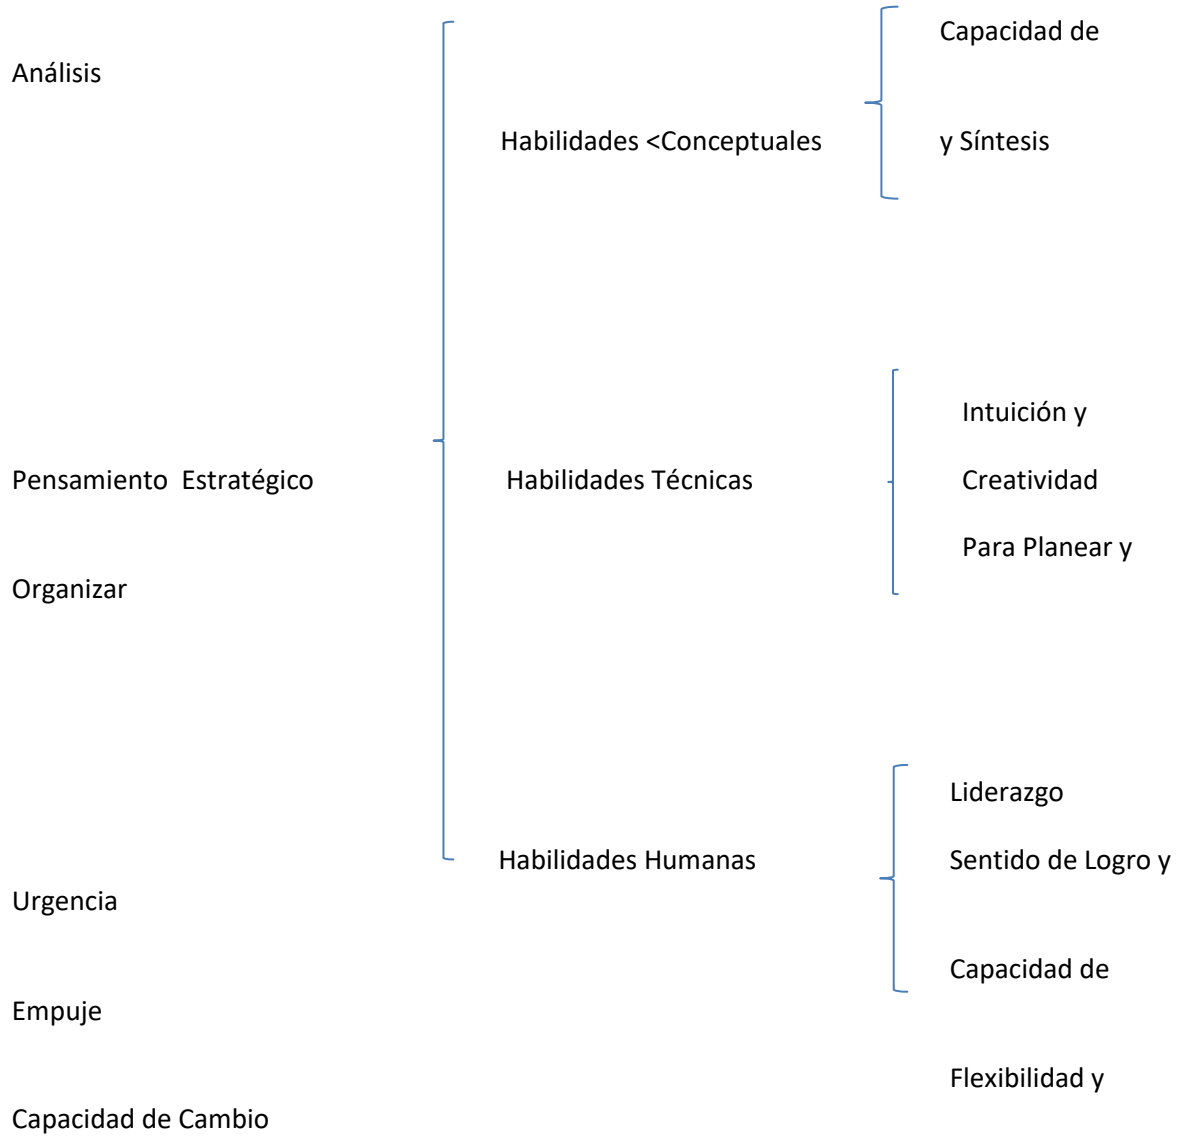 Capacidad de
Análisis
Habilidades <Conceptuales y Síntesis
Intuición y
Pensamiento Estratégico Habilidades Técnicas Creatividad
Para Planear y
Organizar
Liderazgo
Habilidades Humanas Sentido de Logro y
Urgencia
Capacidad de
Empuje
Flexibilidad y
Capacidad de Cambio